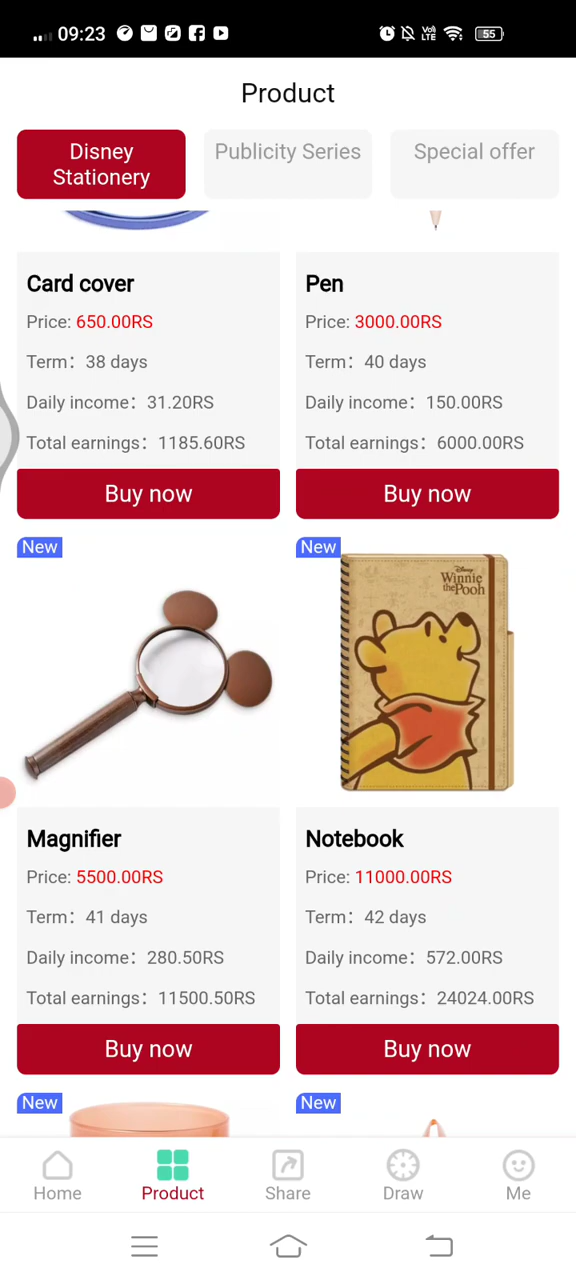 09:23
Vo)
LTE
55
Product
Disney
Stationery
Publicity Series
Special offer
Card cover
Price: 650.00RS
Term：38 days
Daily income：31.20RS
Total earnings：1185.60RS
Buy now
Pen
Price: 3000.00RS
Term：40 days
Daily income：150.00RS
Total earnings：6000.00RS
Buy now
New
New
Disney
Winnie
the Pooh
Magnifier
Price: 5500.00RS
Term：41 days
Daily income：280.50RS
Total earnings：11500.50RS
Buy now
Notebook
Price: 11000.00RS
Term：42 days
Daily income：572.00RS
Total earnings：24024.00RS
Buy now
New
New
Home
Product
Share
Draw
Me